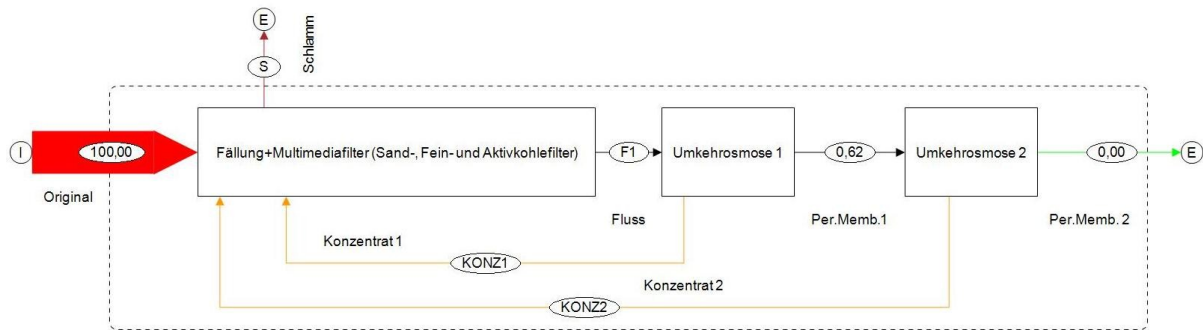 E
Schlamm
S
I
100,00
Original
Fällung+Multimediafilter (Sand-, Fein- und Aktivkohlefilter)
F1
Fluss
Umkehrosmose 1
0,62
Per.Memb.1
Umkehrosmose 2
0,00
Per.Memb. 2
E
Konzentrat 1
KONZ1
Konzentrat 2
KONZ2